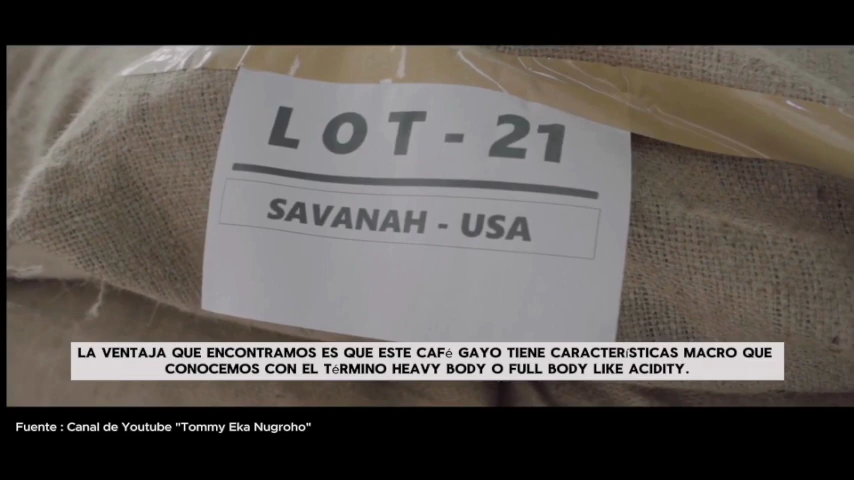 LOT - 21
SAVANAH - USA
LA VENTAJA QUE ENCONTRAMOS ES QUE ESTE CAFé GAYO TIENE CARACTERíSTICAS MACRO QUE
CONOCEMOS CON EL TéRMINO HEAVY BODY O FULL BODY LIKE ACIDITY.
Fuente : Canal de Youtube "Tommy Eka Nugroho"